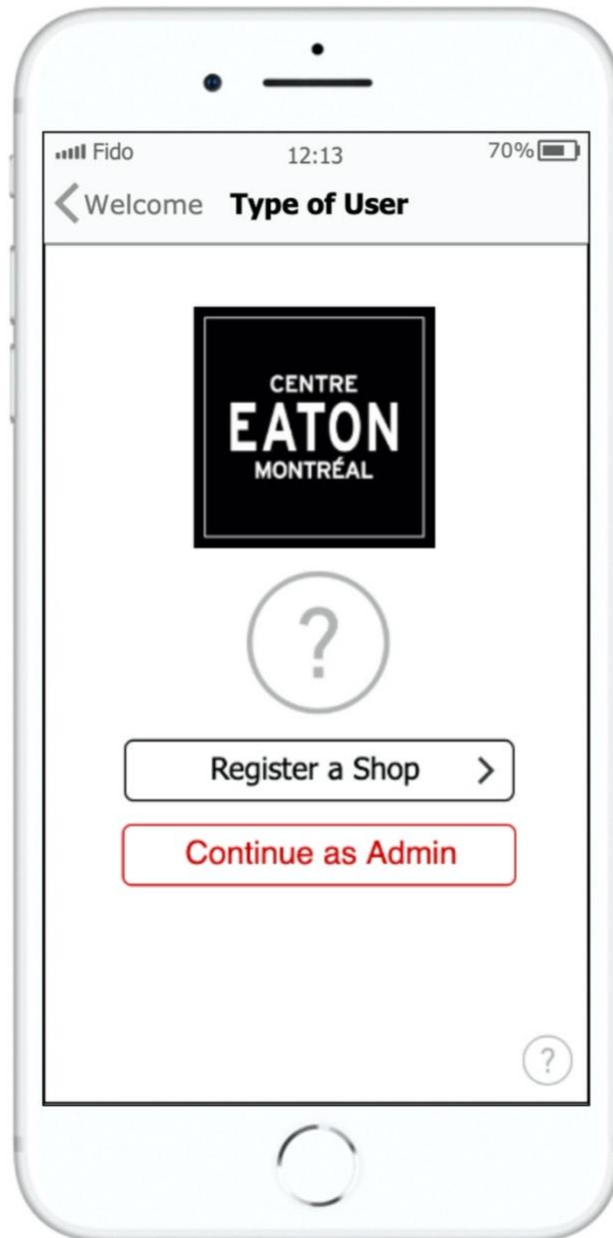 Fido 12:13 70%
Welcome Type of User
CENTRE
EATON
MONTRÉAL
?
Register a Shop >
Continue as Admin
?